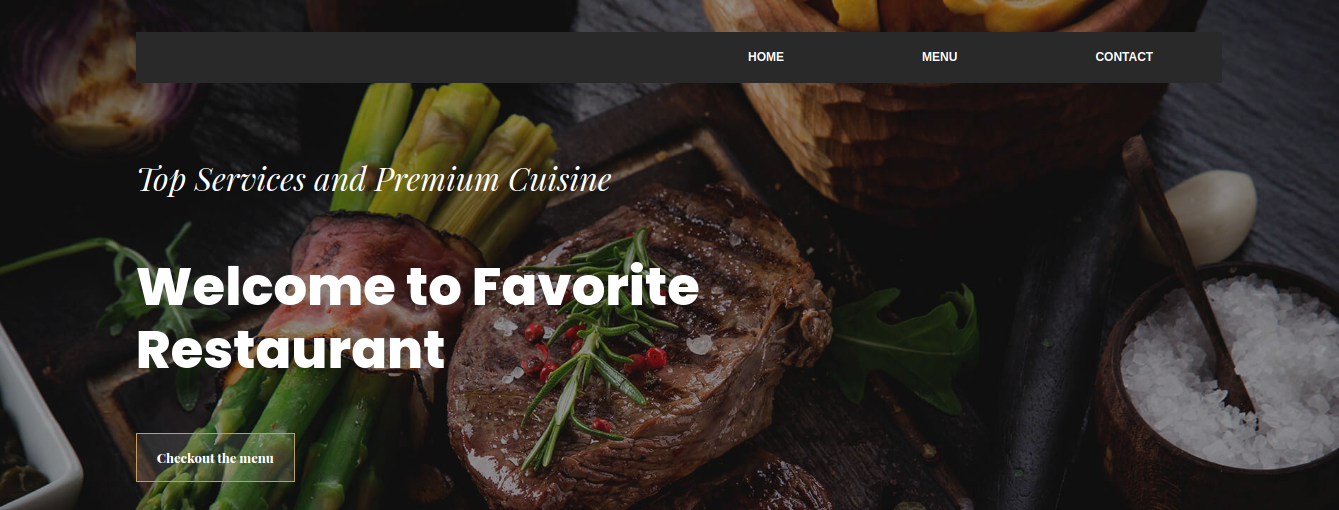 HOME MENU CONTACT
Top Services and Premium Cuisine
Welcome to Favorite
Restaurant
Checkout the menu